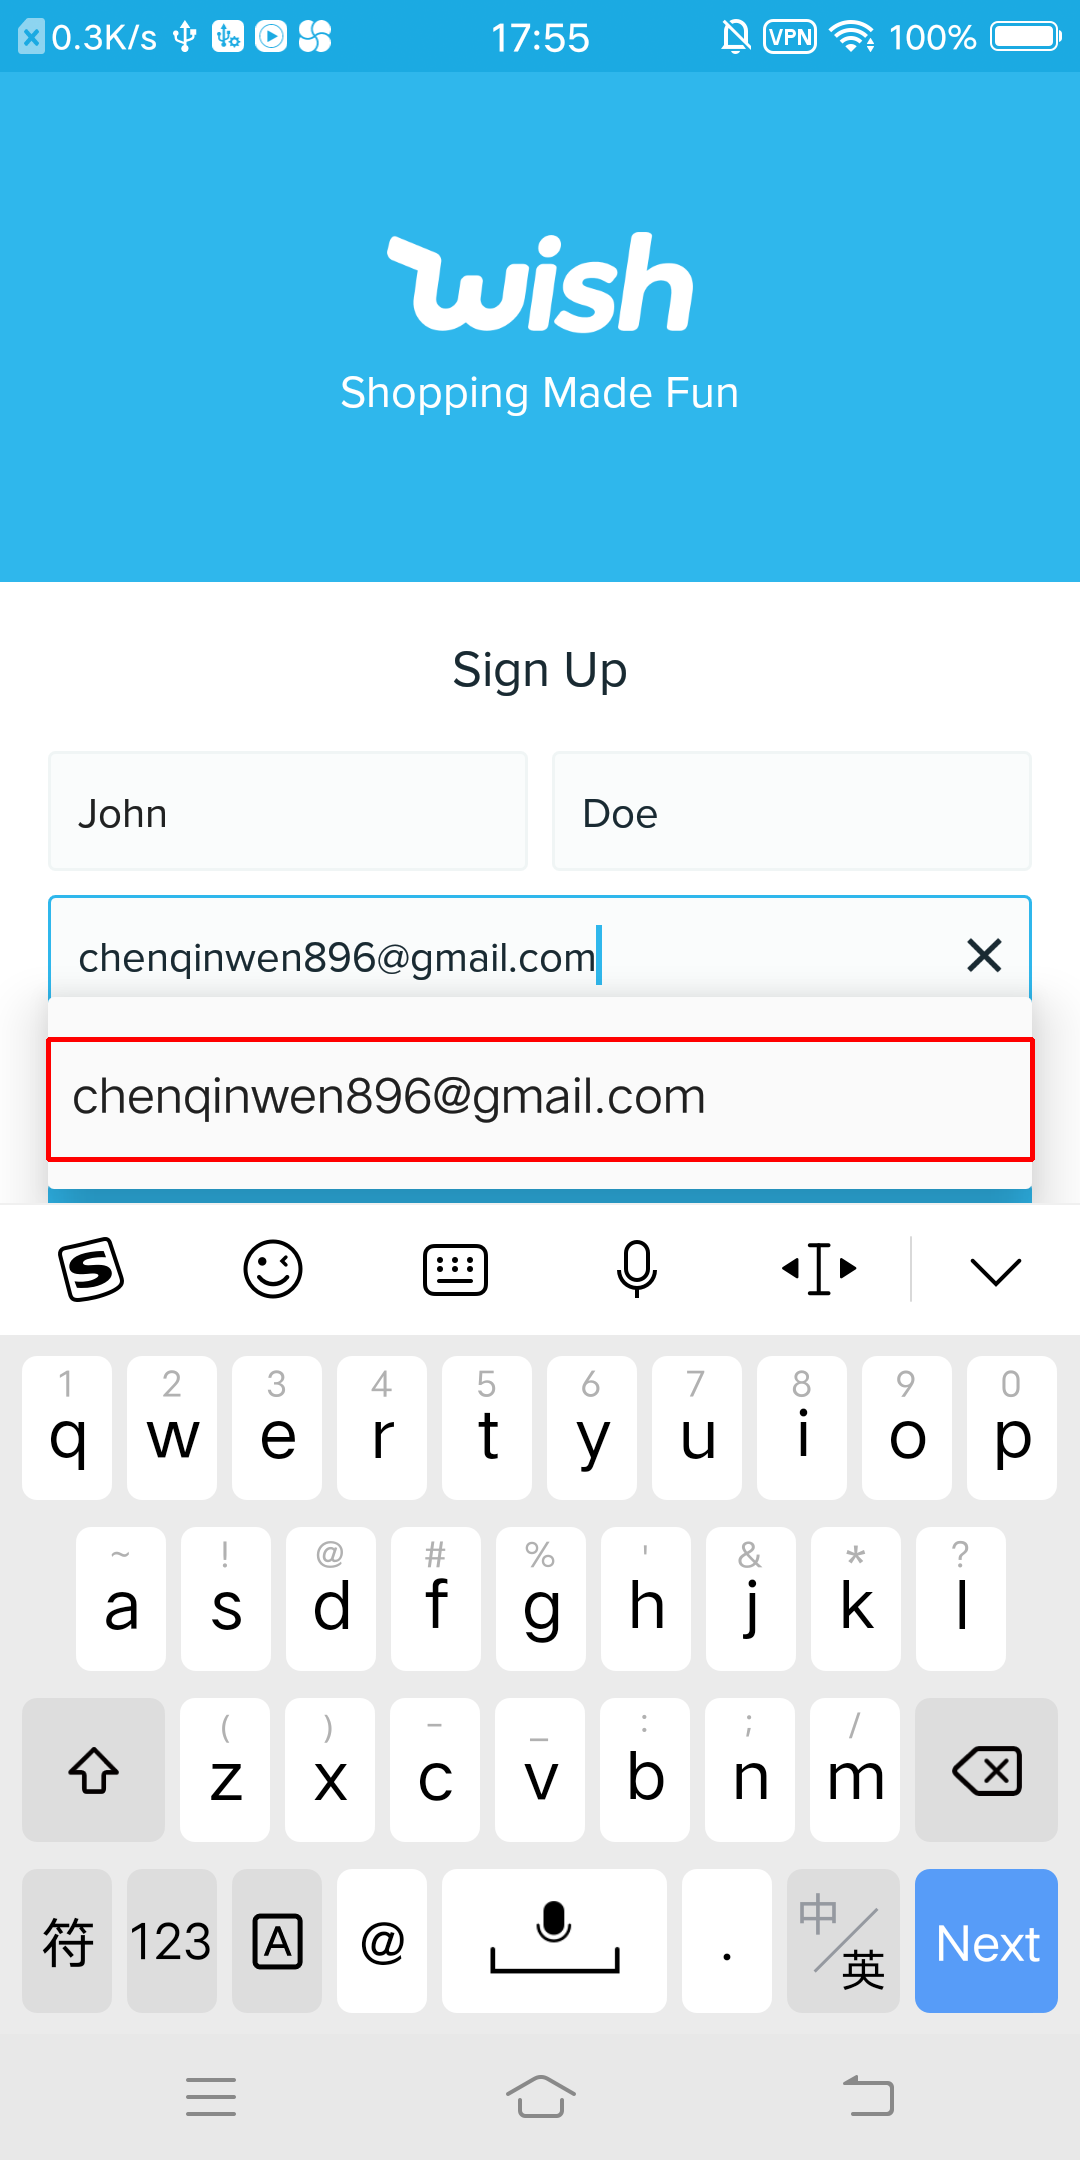 0.3K/s 17:55 VPN 100%
wish
Shopping Made Fun
Sign Up
John Doe
chenqinwen896@gmail.com
chenqinwen896@gmail.com
1 2 3 4 5 6 7 8 9 0
q w e r t y u i o p
~ ! @ # % ' & * ?
a s d f g h j k l
( ) - _ : ; /
z x c v b n m
符 123 A @ . 中/英 Next